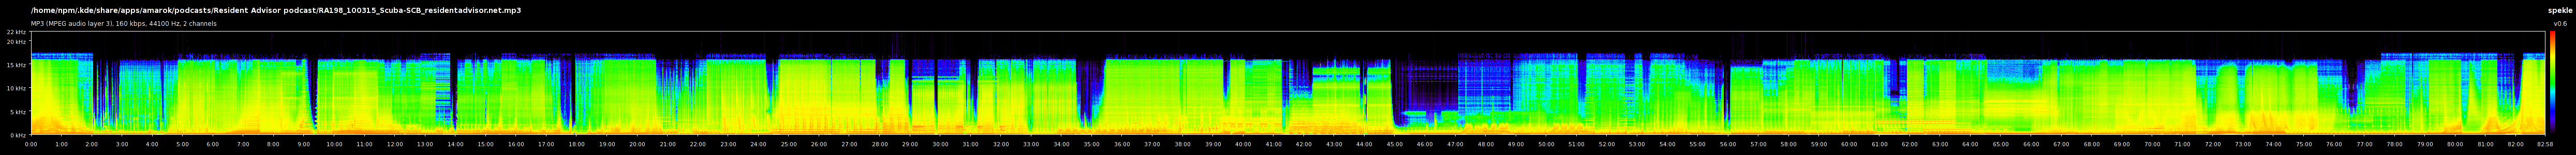 /home/npm/.kde/share/apps/amarok/podcasts/Resident Advisor podcast/RA198_100315_Scuba-SCB_residentadvisor.net.mp3
spekle
MP3 (MPEG audio layer 3), 160 kbps, 44100 Hz, 2 channels
v0.6
22 kHz
20 kHz
15 kHz
10 kHz
5 kHz
0 kHz
0:00 1:00 2:00 3:00 4:00 5:00 6:00 7:00 8:00 9:00 10:00 11:00 12:00 13:00 14:00 15:00 16:00 17:00 18:00 19:00 20:00 21:00 22:00 23:00 24:00 25:00 26:00 27:00 28:00 29:00 30:00 31:00 32:00 33:00 34:00 35:00 36:00 37:00 38:00 39:00 40:00 41:00 42:00 43:00 44:00 45:00 46:00 47:00 48:00 49:00 50:00 51:00 52:00 53:00 54:00 55:00 56:00 57:00 58:00 59:00 60:00 61:00 62:00 63:00 64:00 65:00 66:00 67:00 68:00 69:00 70:00 71:00 72:00 73:00 74:00 75:00 76:00 77:00 78:00 79:00 80:00 81:00 82:00 82:58